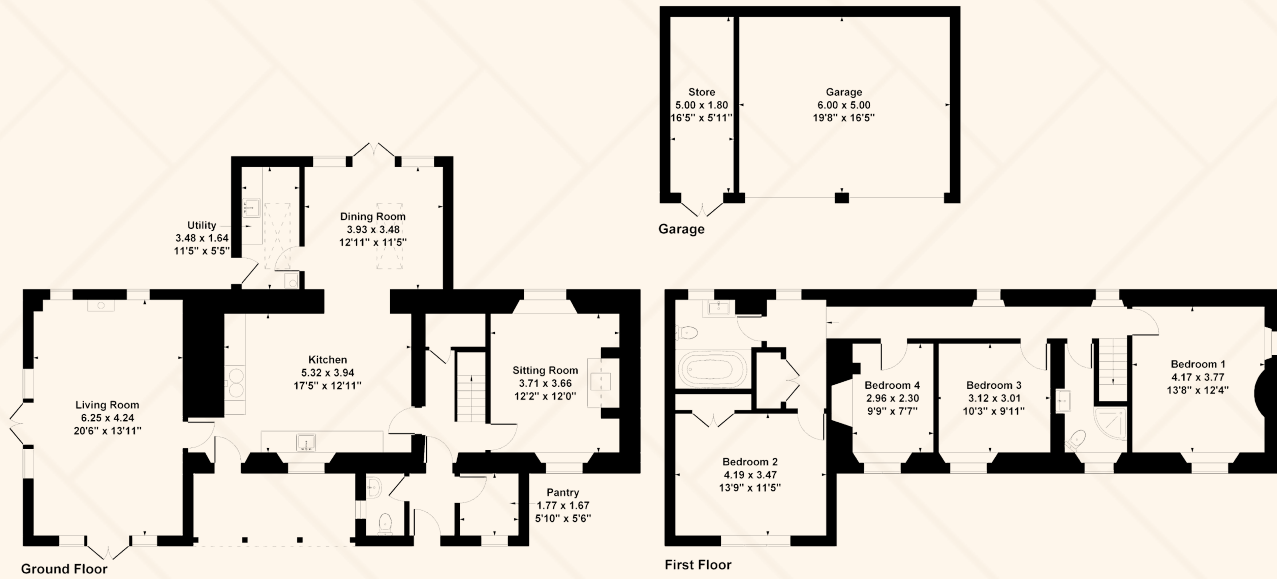 Store
5.00 x 1.80
16'5" x 5'11"
Garage
6.00 x 5.00
19'8" x 16'5"
Garage
Utility
3.48 x 1.64
11'5" x 5'5"
Dining Room
3.93 x 3.48
12'11" x 11'5"
Kitchen
5.32 x 3.94
17'5" x 12'11"
Sitting Room
3.71 x 3.66
12'2" x 12'0"
Living Room
6.25 x 4.24
20'6" x 13'11"
Pantry
1.77 x 1.67
5'10" x 5'6"
Ground Floor
Bedroom 1
4.17 x 3.77
13'8" x 12'4"
Bedroom 4
2.96 x 2.30
9'9" x 7'7"
Bedroom 3
3.12 x 3.01
10'3" x 9'11"
Bedroom 2
4.19 x 3.47
13'9" x 11'5"
First Floor